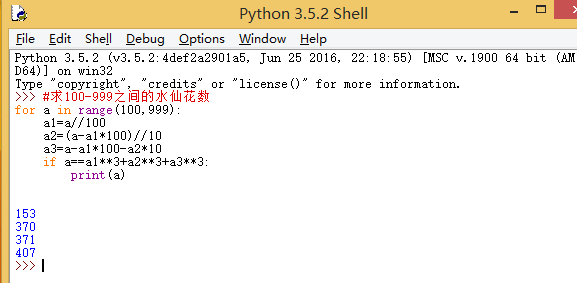 Python 3.5.2 Shell
File Edit Shell Debug Options Window Help
Python 3.5.2 (v3.5.2:4def2a2901a5, Jun 25 2016, 22:18:55) [MSC v.1900 64 bit (AM
D64)] on win32
Type "copyright", "credits" or "license()" for more information.
>>> #求100-999之间的水仙花数
for a in range(100,999):
    a1=a//100
    a2=(a-a1*100)//10
    a3=a-a1*100-a2*10
    if a==a1**3+a2**3+a3**3:
        print(a)
153
370
371
407
>>>